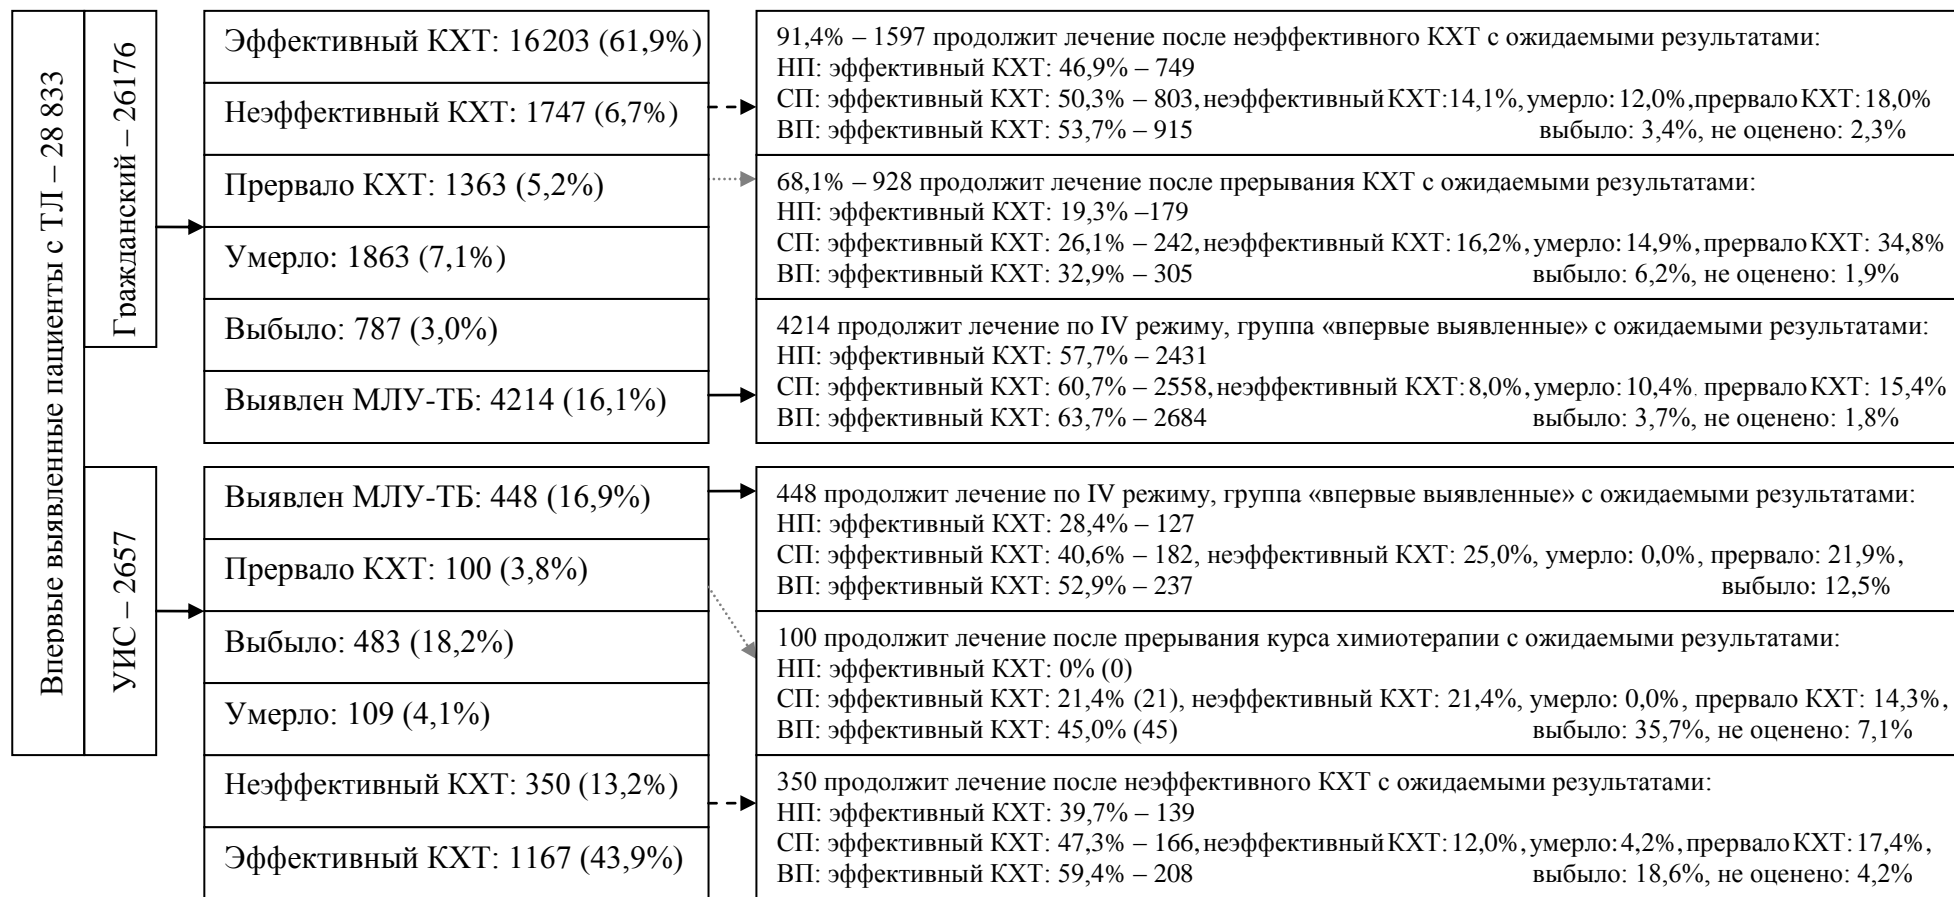 Впервые выявленные пациенты с ТЛ – 28 833
Гражданский – 26176
Эффективный КХТ: 16203 (61,9%)
Неэффективный КХТ: 1747 (6,7%)
Прервало КХТ: 1363 (5,2%)
Умерло: 1863 (7,1%)
Выбыло: 787 (3,0%)
Выявлен МЛУ-ТБ: 4214 (16,1%)
91,4% – 1597 продолжит лечение после неэффективного КХТ с ожидаемыми результатами:
НП: эффективный КХТ: 46,9% – 749
СП: эффективный КХТ: 50,3% – 803, неэффективный КХТ:14,1%, умерло: 12,0%, прервало КХТ: 18,0%
ВП: эффективный КХТ: 53,7% – 915 выбыло: 3,4%, не оценено: 2,3%
68,1% – 928 продолжит лечение после прерывания КХТ с ожидаемыми результатами:
НП: эффективный КХТ: 19,3% –179
СП: эффективный КХТ: 26,1% – 242, неэффективный КХТ: 16,2%, умерло: 14,9%, прервало КХТ: 34,8%
ВП: эффективный КХТ: 32,9% – 305 выбыло: 6,2%, не оценено: 1,9%
4214 продолжит лечение по IV режиму, группа «впервые выявленные» с ожидаемыми результатами:
НП: эффективный КХТ: 57,7% – 2431
СП: эффективный КХТ: 60,7% – 2558, неэффективный КХТ: 8,0%, умерло: 10,4%. прервало КХТ: 15,4%
ВП: эффективный КХТ: 63,7% – 2684 выбыло: 3,7%, не оценено: 1,8%
УИС – 2657
Выявлен МЛУ-ТБ: 448 (16,9%)
Прервало КХТ: 100 (3,8%)
Выбыло: 483 (18,2%)
Умерло: 109 (4,1%)
Неэффективный КХТ: 350 (13,2%)
Эффективный КХТ: 1167 (43,9%)
448 продолжит лечение по IV режиму, группа «впервые выявленные» с ожидаемыми результатами:
НП: эффективный КХТ: 28,4% – 127
СП: эффективный КХТ: 40,6% – 182, неэффективный КХТ: 25,0%, умерло: 0,0%, прервало: 21,9%,
ВП: эффективный КХТ: 52,9% – 237 выбыло: 12,5%
100 продолжит лечение после прерывания курса химиотерапии с ожидаемыми результатами:
НП: эффективный КХТ: 0% (0)
СП: эффективный КХТ: 21,4% (21), неэффективный КХТ: 21,4%, умерло: 0,0%, прервало КХТ: 14,3%,
ВП: эффективный КХТ: 45,0% (45) выбыло: 35,7%, не оценено: 7,1%
350 продолжит лечение после неэффективного КХТ с ожидаемыми результатами:
НП: эффективный КХТ: 39,7% – 139
СП: эффективный КХТ: 47,3% – 166, неэффективный КХТ: 12,0%, умерло: 4,2%, прервало КХТ: 17,4%,
ВП: эффективный КХТ: 59,4% – 208 выбыло: 18,6%, не оценено: 4,2%